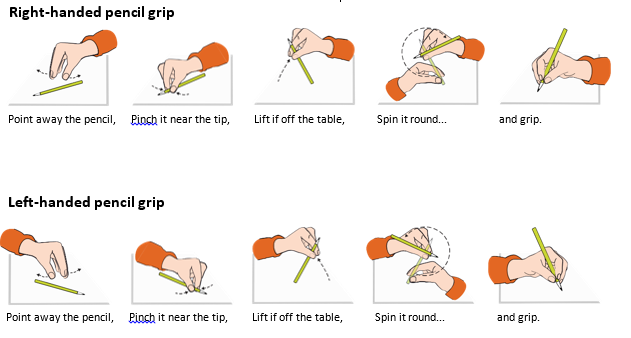 Right-handed pencil grip
Point away the pencil, Pinch it near the tip, Lift if off the table, Spin it round... and grip.
Left-handed pencil grip
Point away the pencil, Pinch it near the tip, Lift if off the table, Spin it round... and grip.